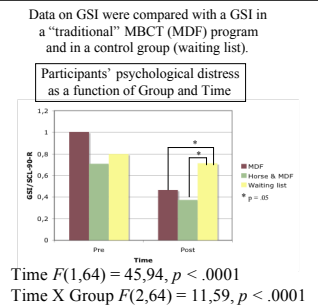 Data on GSI were compared with a GSI in
a “traditional” MBCT (MDF) program
and in a control group (waiting list).
Participants’ psychological distress
as a function of Group and Time
1,2
1
0,8
0,6
0,4
0,2
0
GSI/SCL-90-R
*
*
MDF
Horse & MDF
Waiting list
* p = .05
Pre
Post
Time
Time F(1,64) = 45,94, p < .0001
Time X Group F(2,64) = 11,59, p < .0001